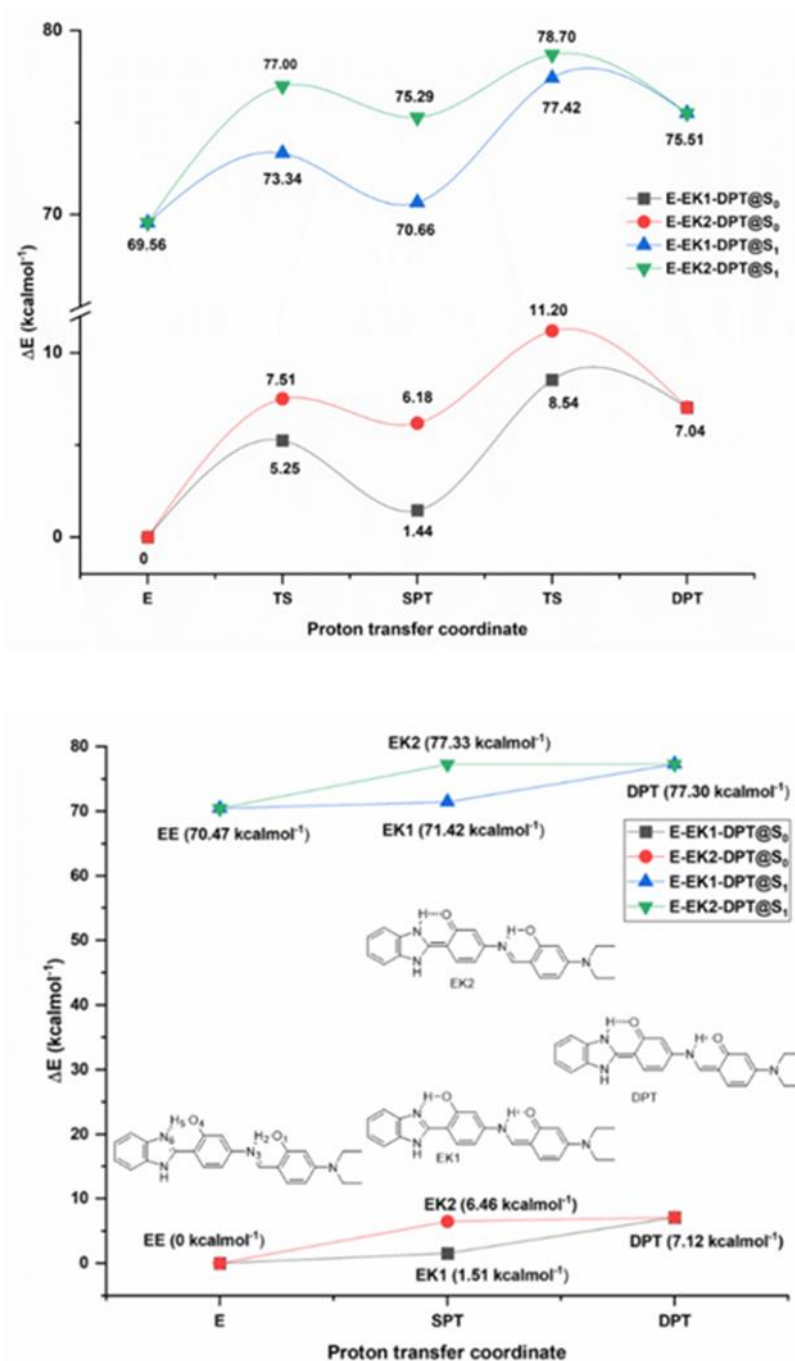 80
70
10
0
ΔE (kcalmol⁻¹)
77.00
78.70
75.29
77.42
75.51
73.34
69.56
70.66
E-EK1-DPT@S₀
E-EK2-DPT@S₀
E-EK1-DPT@S₁
E-EK2-DPT@S₁
11.20
7.51
6.18
8.54
7.04
5.25
1.44
0
E TS SPT TS DPT
Proton transfer coordinate
80
70
60
50
40
30
20
10
0
ΔE (kcalmol⁻¹)
EK2 (77.33 kcalmol⁻¹)
DPT (77.30 kcalmol⁻¹)
EE (70.47 kcalmol⁻¹)
EK1 (71.42 kcalmol⁻¹)
E-EK1-DPT@S₀
E-EK2-DPT@S₀
E-EK1-DPT@S₁
E-EK2-DPT@S₁
H O H O
N N N
N
H
EK2
H O H O
N N N
N
H
DPT
H₅ O₄ H₂ O₁
N₆ N₃ N
N
H
H O H O
N N N
N
H
EK1
EK2 (6.46 kcalmol⁻¹)
EE (0 kcalmol⁻¹)
DPT (7.12 kcalmol⁻¹)
EK1 (1.51 kcalmol⁻¹)
E SPT DPT
Proton transfer coordinate